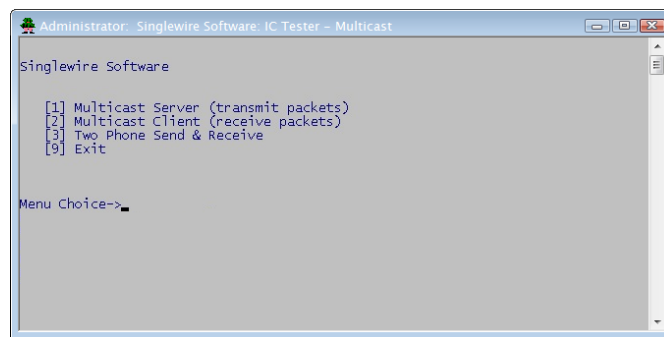 Administrator: Singlewire Software: IC Tester - Multicast
Singlewire Software
[1] Multicast Server (transmit packets)
[2] Multicast Client (receive packets)
[3] Two Phone Send & Receive
[9] Exit
Menu Choice->_